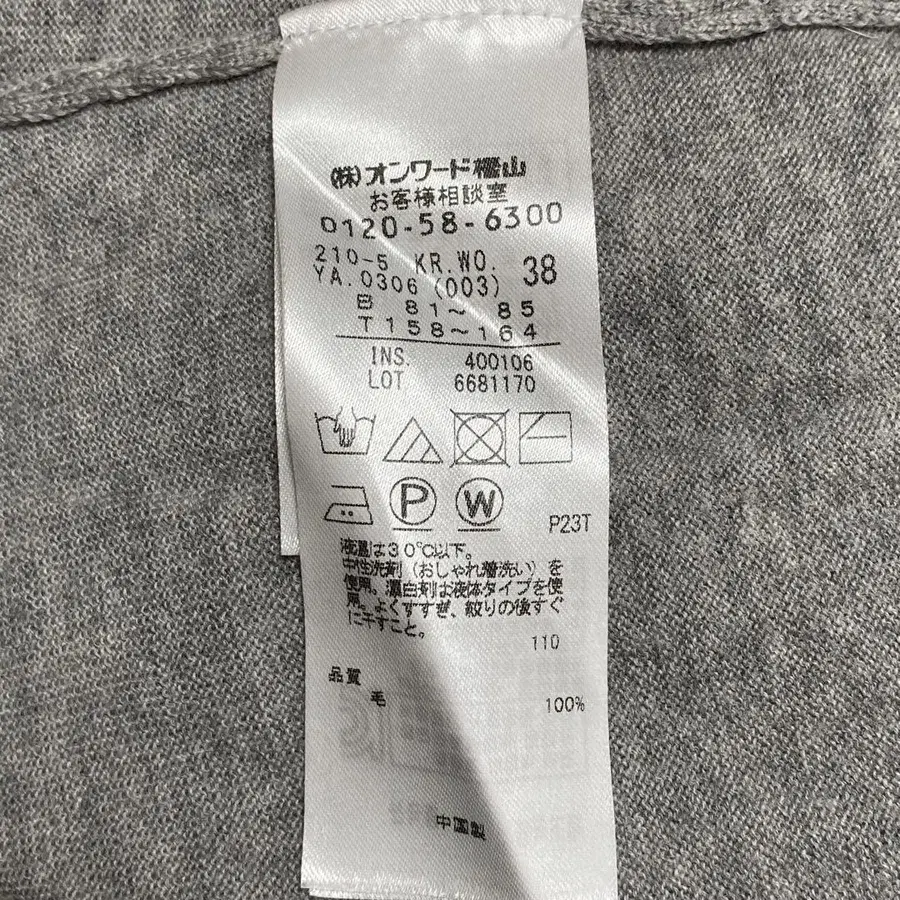 (株)オンワード樫山
お客様相談室
0120-58-6300
210-5 KR.WO. 38
YA.0306 (003)
B 81〜 85
T158〜164
INS. 400106
LOT 6681170
P
W
P23T
液温は30℃以下。
中性洗剤（おしゃれ着洗い）を
使用。漂白剤は液体タイプを使
用。よくすすぎ、絞りの後すぐ
に干すこと。
110
品質
毛 100%
中国製